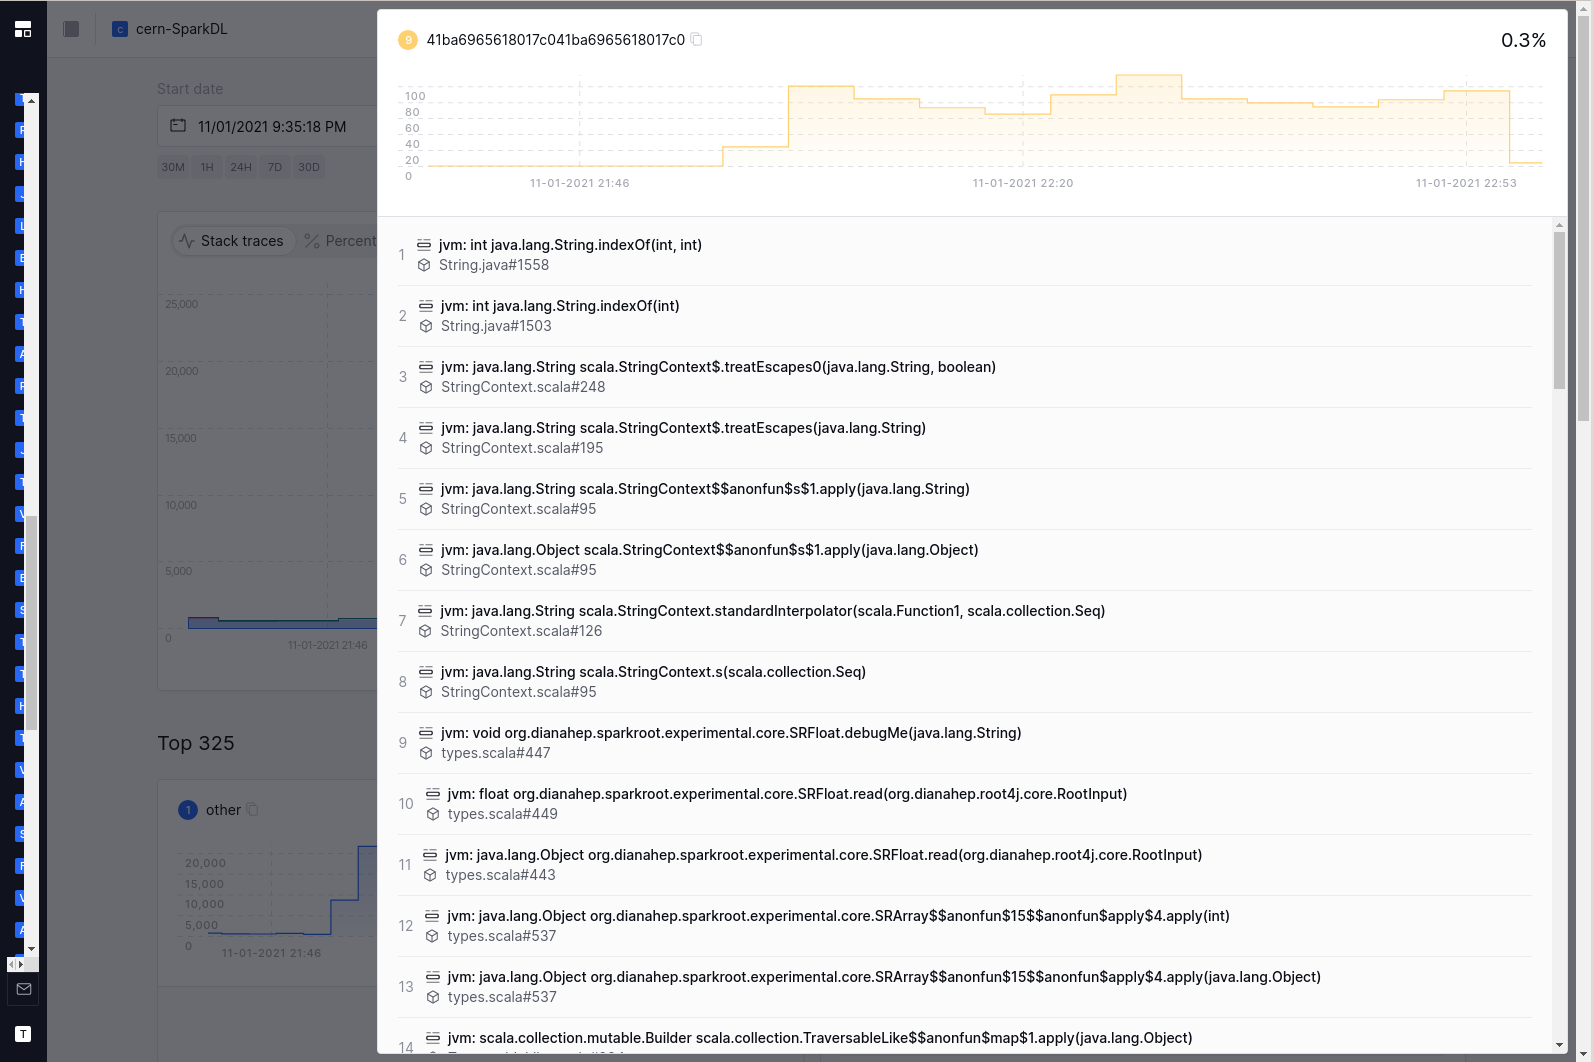 cern-SparkDL
Start date
11/01/2021 9:35:18 PM
30M 1H 24H 7D 30D
Stack traces
Percent
25,000
20,000
15,000
10,000
5,000
0
11-01-2021 21:46
Top 325
1 other
20,000
15,000
10,000
5,000
0
11-01-2021 21:46
T
9 41ba6965618017c041ba6965618017c0
0.3%
100
80
60
40
20
0
11-01-2021 21:46 11-01-2021 22:20 11-01-2021 22:53
1 jvm: int java.lang.String.indexOf(int, int)
String.java#1558
2 jvm: int java.lang.String.indexOf(int)
String.java#1503
3 jvm: java.lang.String scala.StringContext$.treatEscapes0(java.lang.String, boolean)
StringContext.scala#248
4 jvm: java.lang.String scala.StringContext$.treatEscapes(java.lang.String)
StringContext.scala#195
5 jvm: java.lang.String scala.StringContext$$anonfun$s$1.apply(java.lang.String)
StringContext.scala#95
6 jvm: java.lang.Object scala.StringContext$$anonfun$s$1.apply(java.lang.Object)
StringContext.scala#95
7 jvm: java.lang.String scala.StringContext.standardInterpolator(scala.Function1, scala.collection.Seq)
StringContext.scala#126
8 jvm: java.lang.String scala.StringContext.s(scala.collection.Seq)
StringContext.scala#95
9 jvm: void org.dianahep.sparkroot.experimental.core.SRFloat.debugMe(java.lang.String)
types.scala#447
10 jvm: float org.dianahep.sparkroot.experimental.core.SRFloat.read(org.dianahep.root4j.core.RootInput)
types.scala#449
11 jvm: java.lang.Object org.dianahep.sparkroot.experimental.core.SRFloat.read(org.dianahep.root4j.core.RootInput)
types.scala#443
12 jvm: java.lang.Object org.dianahep.sparkroot.experimental.core.SRArray$$anonfun$15$$anonfun$apply$4.apply(int)
types.scala#537
13 jvm: java.lang.Object org.dianahep.sparkroot.experimental.core.SRArray$$anonfun$15$$anonfun$apply$4.apply(java.lang.Object)
types.scala#537
14 jvm: scala.collection.mutable.Builder scala.collection.TraversableLike$$anonfun$map$1.apply(java.lang.Object)